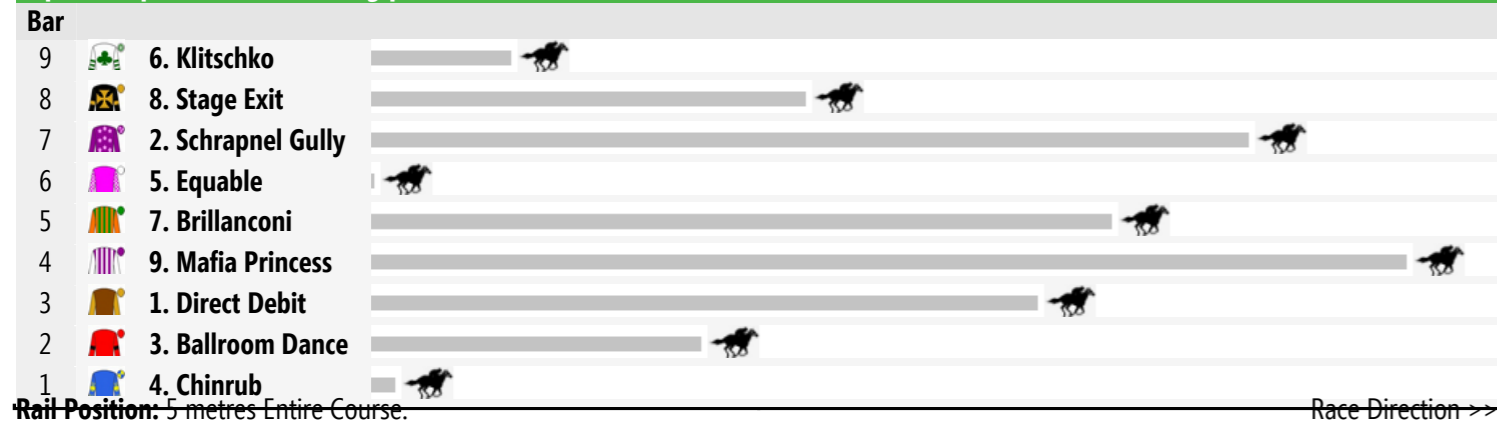 Bar
9 6. Klitschko
8 8. Stage Exit
7 2. Schrapnel Gully
6 5. Equable
5 7. Brillanconi
4 9. Mafia Princess
3 1. Direct Debit
2 3. Ballroom Dance
1 4. Chinrub
Rail Position: 5 metres Entire Course. Race Direction >>